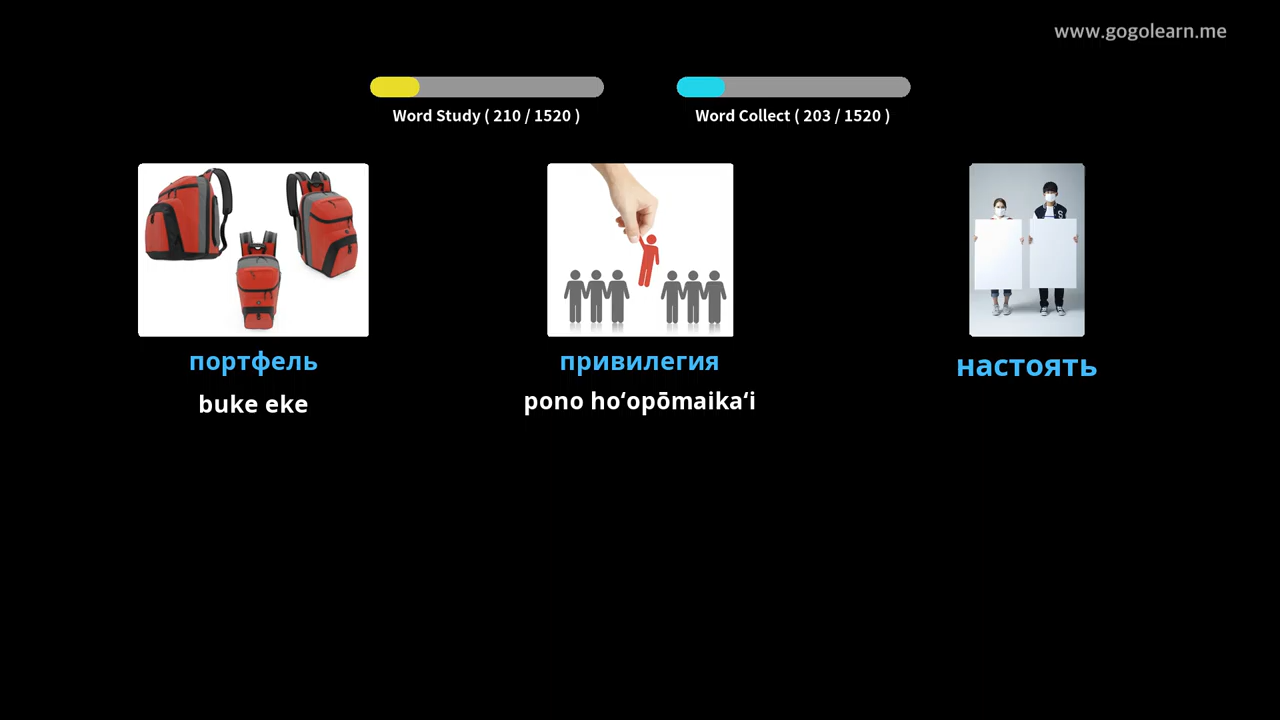 www.gogolearn.me
Word Study ( 210 / 1520 )
Word Collect ( 203 / 1520 )
портфель
привилегия
настоять
buke eke
pono hoʻopōmaikaʻi